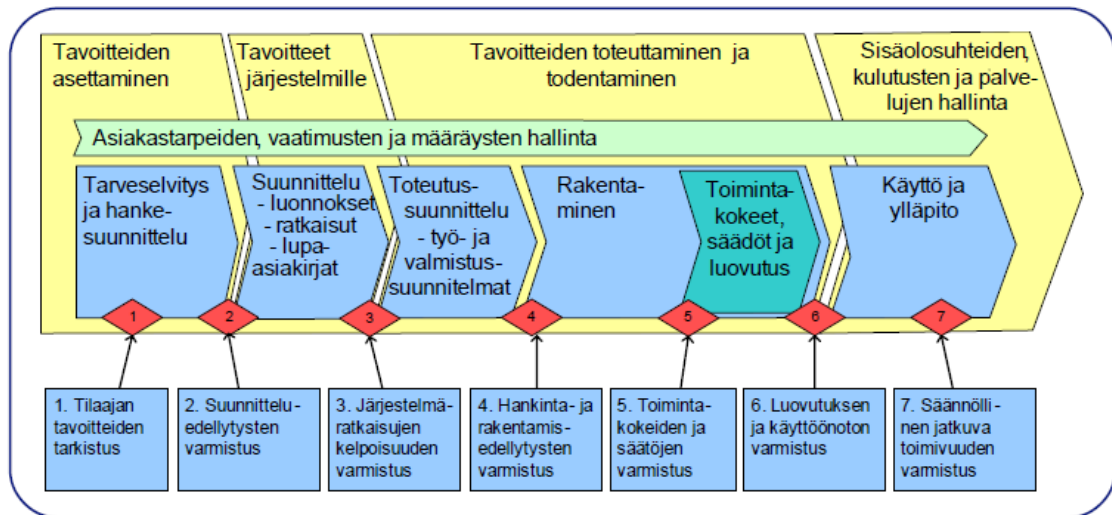 Tavoitteiden
asettaminen
Tavoitteet
järjestelmille
Tavoitteiden toteuttaminen ja
todentaminen
Sisäolosuhteiden,
kulutusten ja palve-
lujen hallinta
Asiakastarpeiden, vaatimusten ja määräysten hallinta
Tarveselvitys
ja hanke-
suunnittelu
Suunnittelu
- luonnokset
- ratkaisut
- lupa-
asiakirjat
Toteutus-
suunnittelu
- työ- ja
valmistus-
suunnitelmat
Rakenta-
minen
Toiminta-
kokeet,
säädöt ja
luovutus
Käyttö ja
ylläpito
1
2
3
4
5
6
7
1. Tilaajan
tavoitteiden
tarkistus
2. Suunnittelu-
edellytysten
varmistus
3. Järjestelmä-
ratkaisujen
kelpoisuuden
varmistus
4. Hankinta- ja
rakentamis-
edellytysten
varmistus
5. Toiminta-
kokeiden ja
säätöjen
varmistus
6. Luovutuksen
ja käyttöönoton
varmistus
7. Säännölli-
nen jatkuva
toimivuuden
varmistus